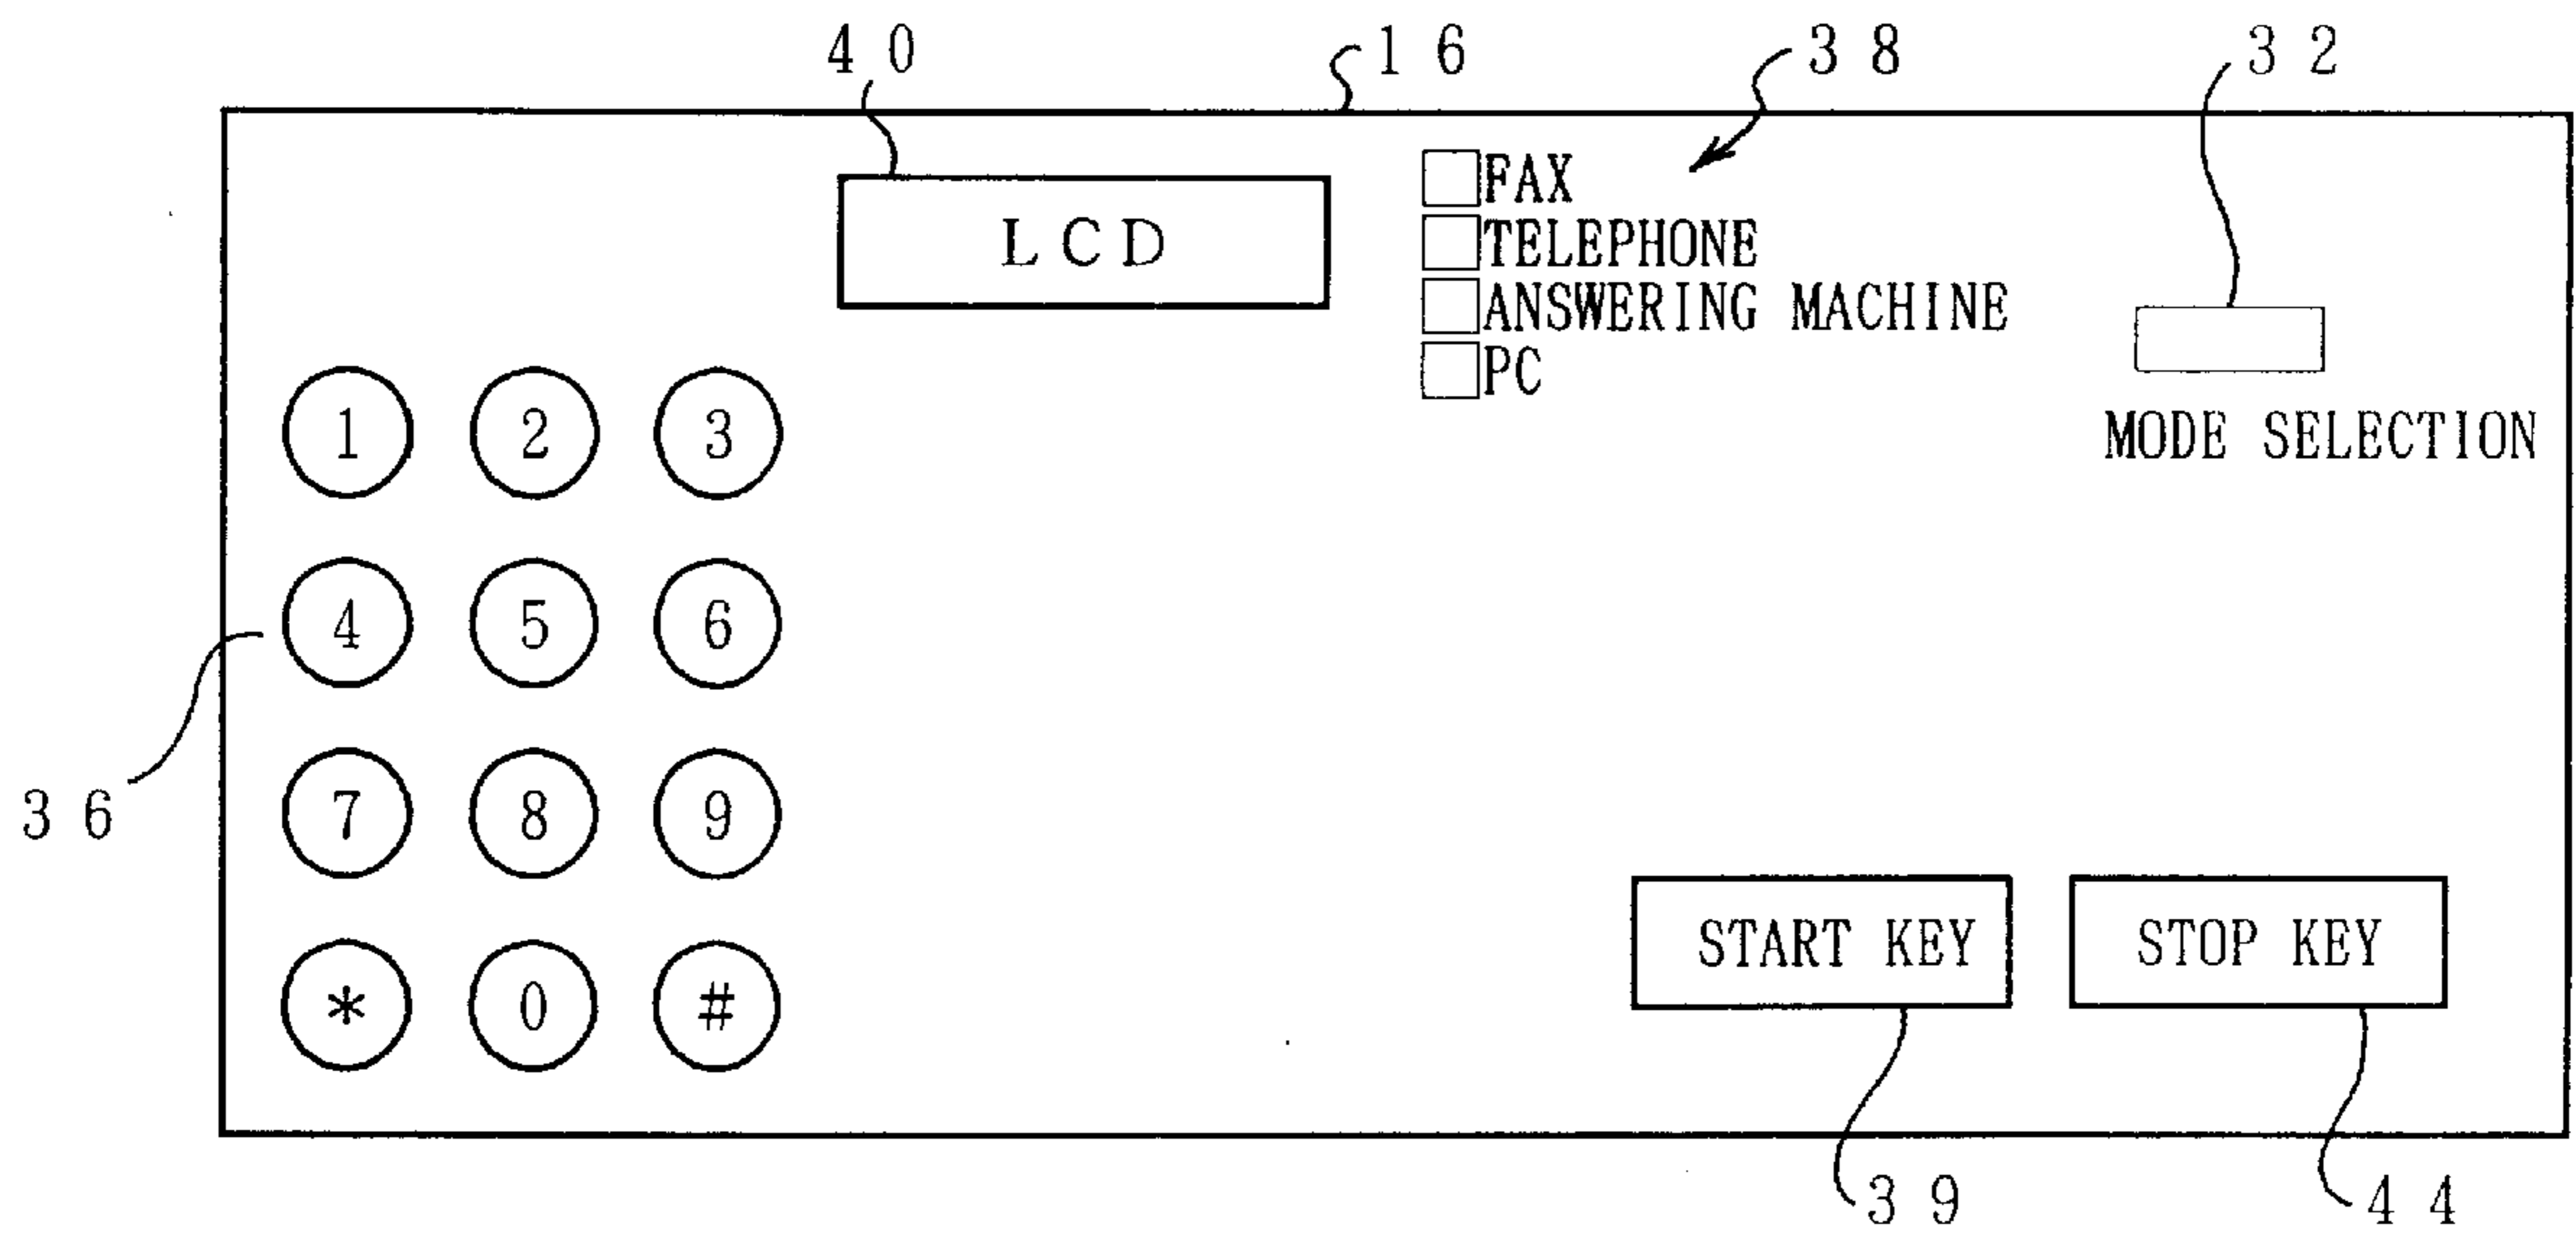 40 16 38 32
FAX
LCD
TELEPHONE
ANSWERING MACHINE
PC
MODE SELECTION
1 2 3
4 5 6
36
7 8 9
* 0 #
START KEY STOP KEY
39 44